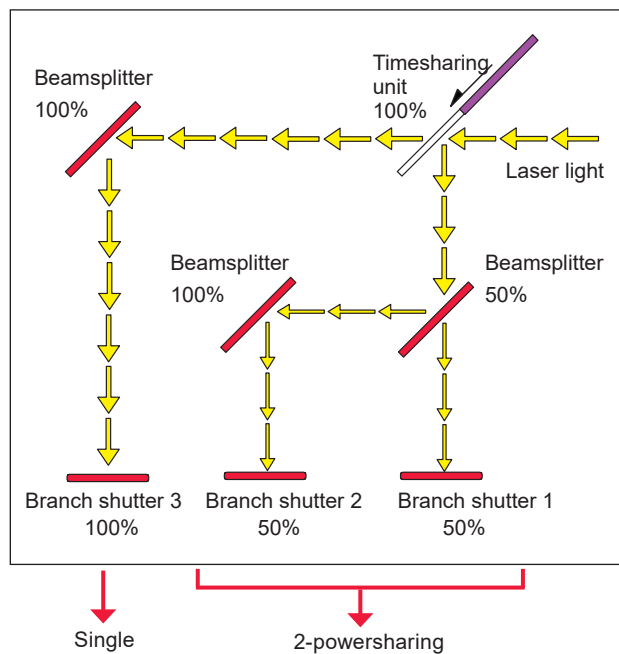 Beamsplitter
100%
Timesharing
unit
100%
Laser light
Beamsplitter
100%
Beamsplitter
50%
Branch shutter 3
100%
Branch shutter 2
50%
Branch shutter 1
50%
Single
2-powersharing